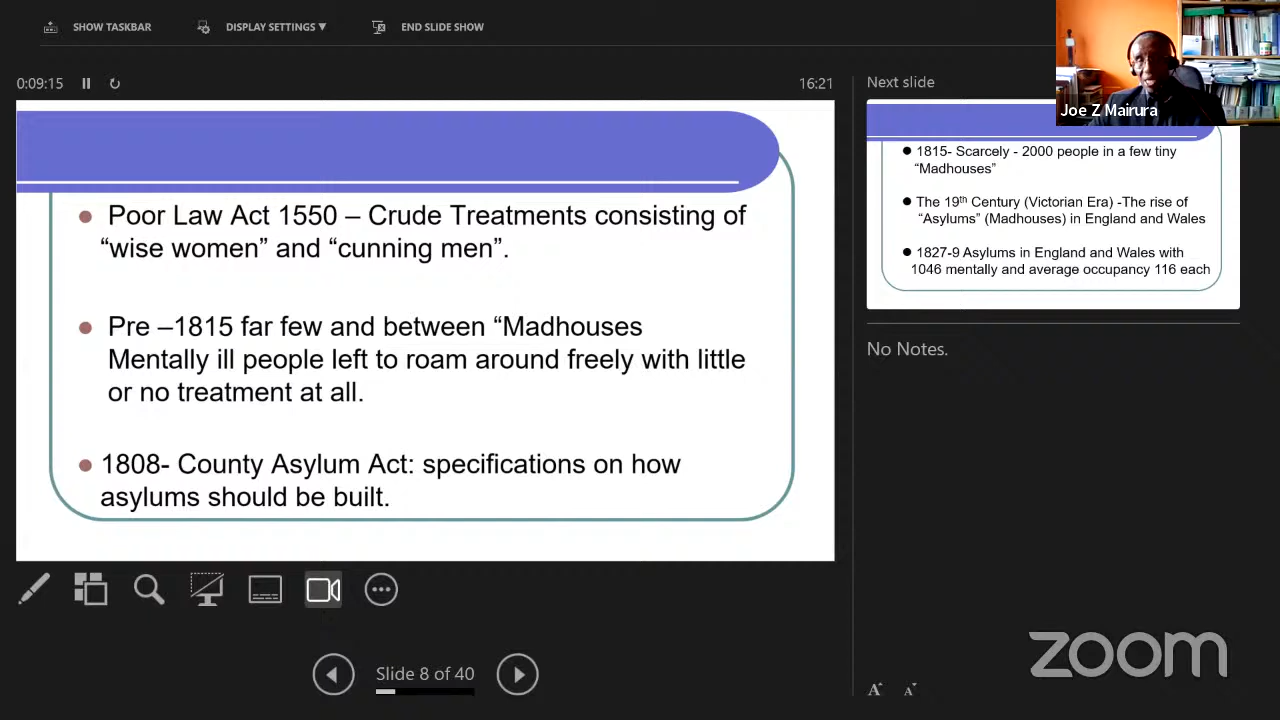 SHOW TASKBAR
DISPLAY SETTINGS ▼
END SLIDE SHOW
0:09:15
16:21
Poor Law Act 1550 – Crude Treatments consisting of
“wise women” and “cunning men”.
Pre –1815 far few and between “Madhouses
Mentally ill people left to roam around freely with little
or no treatment at all.
1808- County Asylum Act: specifications on how
asylums should be built.
Slide 8 of 40
Next slide
Joe Z Mairura
1815- Scarcely - 2000 people in a few tiny
“Madhouses”
The 19th Century (Victorian Era) -The rise of
“Asylums” (Madhouses) in England and Wales
1827-9 Asylums in England and Wales with
1046 mentally and average occupancy 116 each
No Notes.
zoom
A A